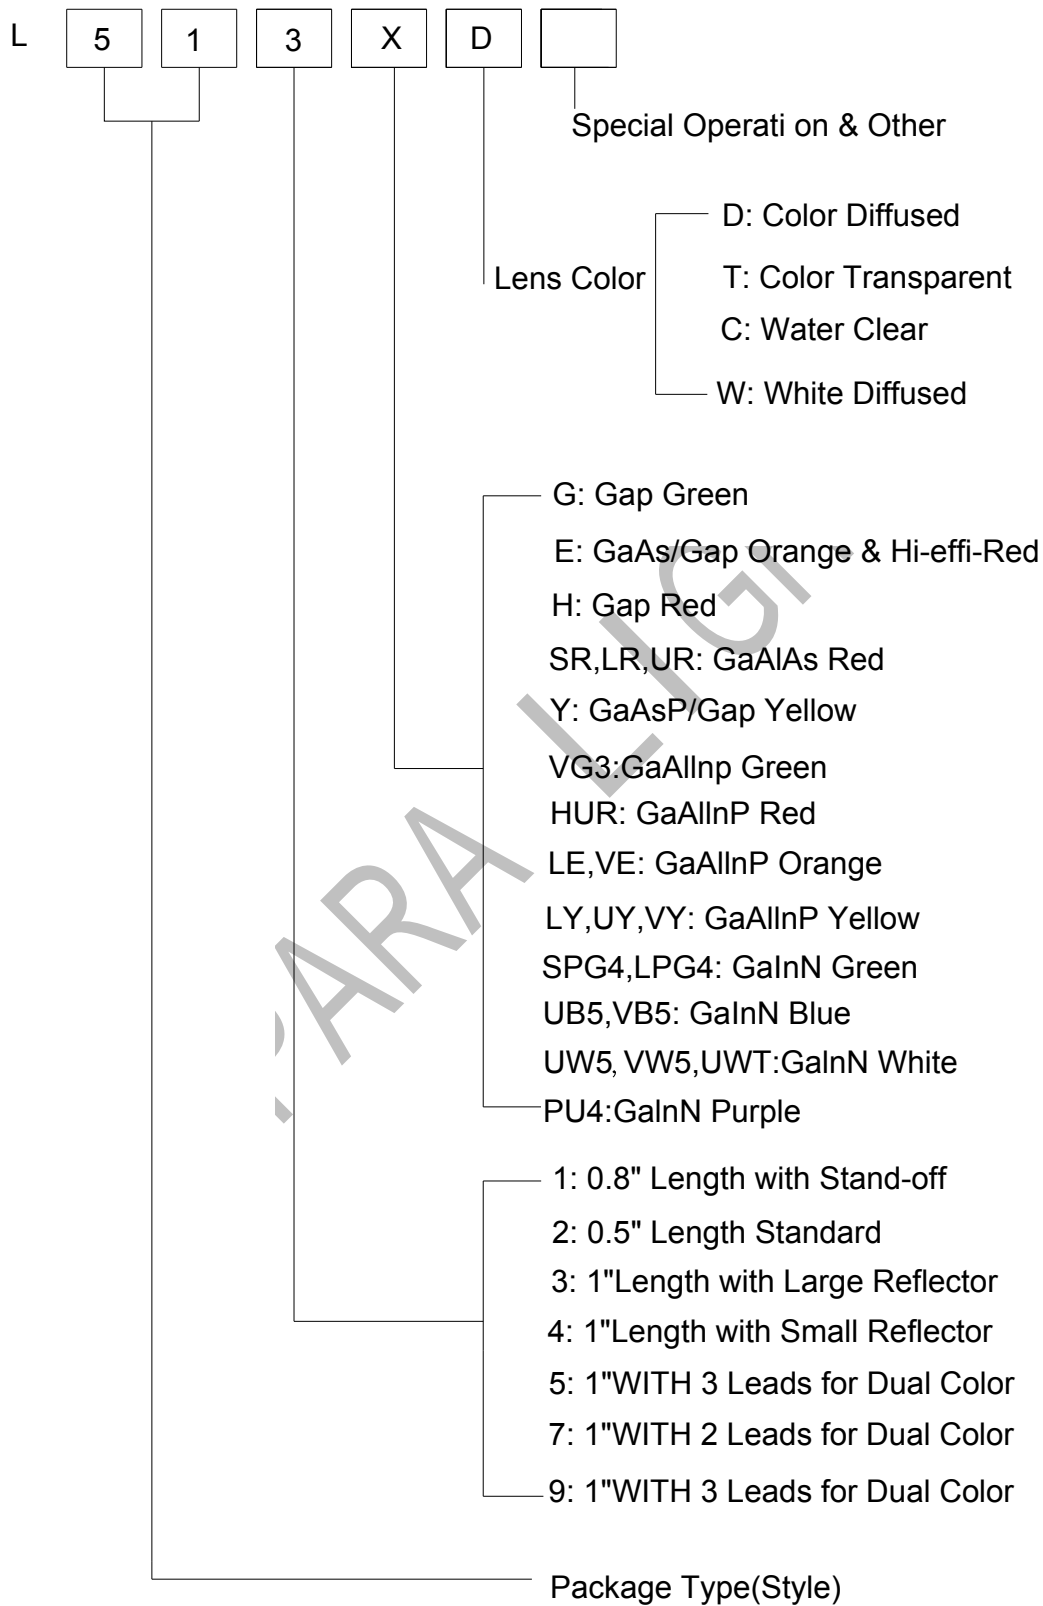 L 5 1 3 X D
Special Operati on & Other
D: Color Diffused
Lens Color
T: Color Transparent
C: Water Clear
W: White Diffused
G: Gap Green
E: GaAs/Gap Orange & Hi-effi-Red
H: Gap Red
SR,LR,UR: GaAlAs Red
Y: GaAsP/Gap Yellow
VG3:GaAlInp Green
HUR: GaAlInP Red
LE,VE: GaAlInP Orange
LY,UY,VY: GaAlInP Yellow
SPG4,LPG4: GaInN Green
UB5,VB5: GaInN Blue
UW5, VW5,UWT:GaInN White
PU4:GaInN Purple
1: 0.8" Length with Stand-off
2: 0.5" Length Standard
3: 1"Length with Large Reflector
4: 1"Length with Small Reflector
5: 1"WITH 3 Leads for Dual Color
7: 1"WITH 2 Leads for Dual Color
9: 1"WITH 3 Leads for Dual Color
Package Type(Style)
PARA